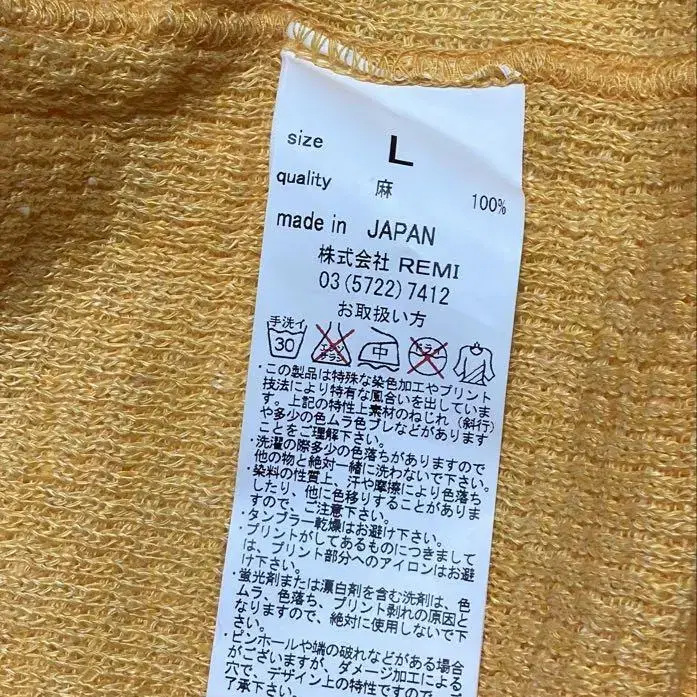 size L
quality 麻 100%
made in JAPAN
株式会社 REMI
03(5722)7412
お取扱い方
手洗イ 30 エンソ サラシ 中 ドライ
・この製品は特殊な染色加工やプリント
技法により特有な風合いを出していま
す。上記の特性上素材のねじれ（斜行）
や多少の色ムラ色ブレなどがあります
ことをご理解下さい。
・洗濯の際多少の色落ちがありますので
他の物と絶対一緒に洗わないで下さい。
・染料の性質上、汗や摩擦により色落ち
したり、他に色移りすることがありま
すので、ご注意下さい。
・タンブラー乾燥はお避け下さい。
・プリントがしてあるものにつきまして
は、プリント部分へのアイロンはお避
け下さい。
・蛍光剤または漂白剤を含む洗剤は、色
ムラ、色落ち、プリント剥れの原因と
なりますので、絶対に使用しないで下
さい。
・ピンホールや端の破れなどがある場合
がございますが、ダメージ加工による
穴で、デザイン上の特性ですので
了承下さい。